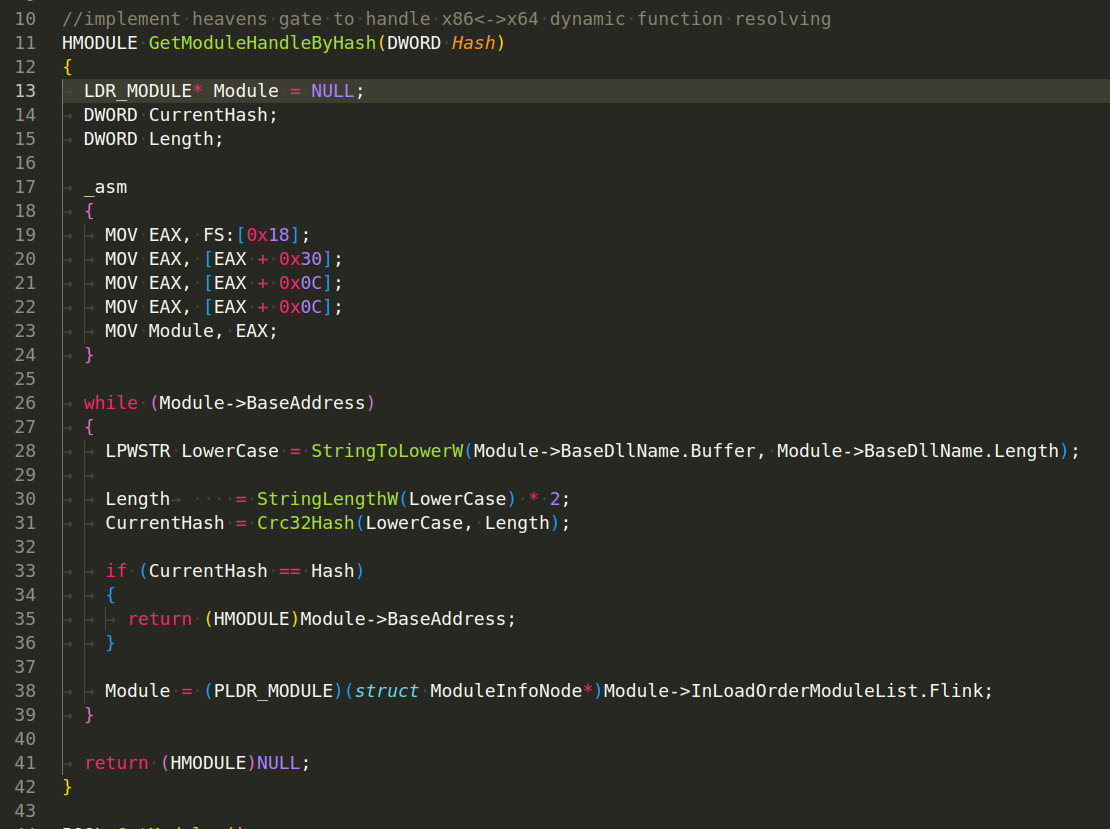 10 //implement heavens gate to handle x86<->x64 dynamic function resolving
11 HMODULE GetModuleHandleByHash(DWORD Hash)
12 {
13 LDR_MODULE* Module = NULL;
14 DWORD CurrentHash;
15 DWORD Length;
16
17 _asm
18 {
19 MOV EAX, FS:[0x18];
20 MOV EAX, [EAX + 0x30];
21 MOV EAX, [EAX + 0x0C];
22 MOV EAX, [EAX + 0x0C];
23 MOV Module, EAX;
24 }
25
26 while (Module->BaseAddress)
27 {
28 LPWSTR LowerCase = StringToLowerW(Module->BaseDllName.Buffer, Module->BaseDllName.Length);
29
30 Length = StringLengthW(LowerCase) * 2;
31 CurrentHash = Crc32Hash(LowerCase, Length);
32
33 if (CurrentHash == Hash)
34 {
35 return (HMODULE)Module->BaseAddress;
36 }
37
38 Module = (PLDR_MODULE)(struct ModuleInfoNode*)Module->InLoadOrderModuleList.Flink;
39 }
40
41 return (HMODULE)NULL;
42 }
43